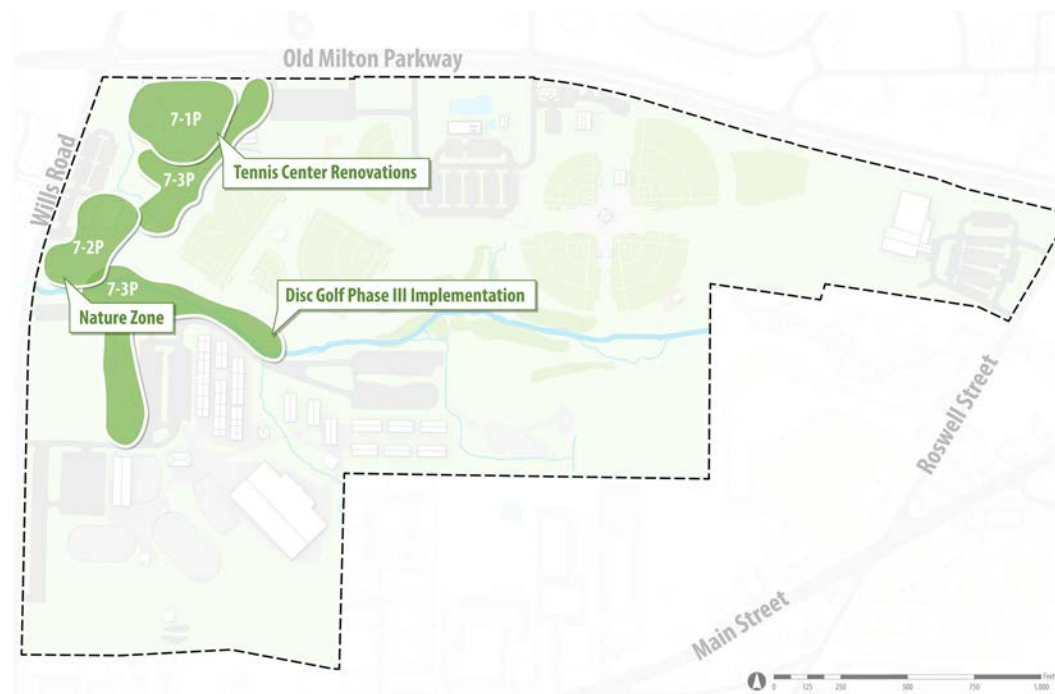 Old Milton Parkway
7-1P
Tennis Center Renovations
7-3P
Wills Road
7-2P
7-3P
Disc Golf Phase III Implementation
Nature Zone
Roswell Street
Main Street
Feet
0 125 250 500 750 1,000